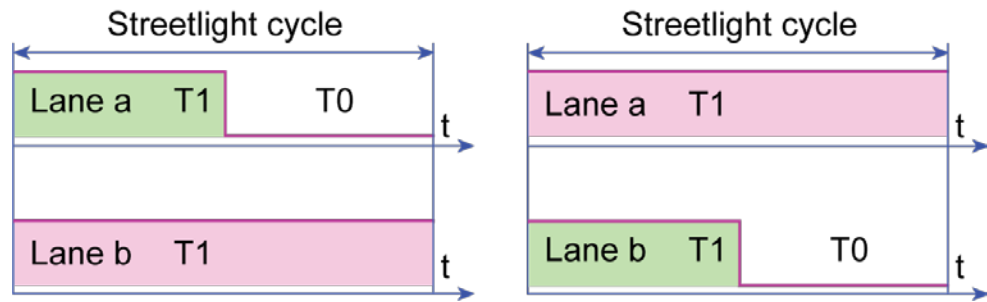 Streetlight cycle
Lane a T1 T0
t
Lane b T1
t
Streetlight cycle
Lane a T1
t
Lane b T1 T0
t